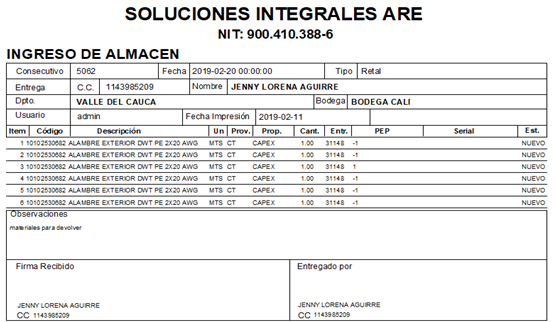 SOLUCIONES INTEGRALES ARE
NIT: 900.410.388-6
INGRESO DE ALMACEN
Consecutivo 5062 Fecha 2019-02-20 00:00:00 Tipo Retal
Entrega C.C. 1143985209 Nombre JENNY LORENA AGUIRRE
Dpto. VALLE DEL CAUCA Bodega BODEGA CALI
Usuario admin Fecha Impresión 2019-02-11
Item Código Descripción Un Prov. Prop. Cant. Entr. PEP Serial Est.
1 10102530682 ALAMBRE EXTERIOR DWT PE 2X20 AWG MTS CT CAPEX 1.00 31148 -1 NUEVO
2 10102530682 ALAMBRE EXTERIOR DWT PE 2X20 AWG MTS CT CAPEX 1.00 31148 -1 NUEVO
3 10102530682 ALAMBRE EXTERIOR DWT PE 2X20 AWG MTS CT CAPEX 1.00 31148 1 NUEVO
4 10102530682 ALAMBRE EXTERIOR DWT PE 2X20 AWG MTS CT CAPEX 1.00 31148 -1 NUEVO
5 10102530682 ALAMBRE EXTERIOR DWT PE 2X20 AWG MTS CT CAPEX 1.00 31148 -1 NUEVO
6 10102530682 ALAMBRE EXTERIOR DWT PE 2X20 AWG MTS CT CAPEX 1.00 31148 -1 NUEVO
Observaciones
materiales para devolver
Firma Recibido Entregado por
JENNY LORENA AGUIRRE JENNY LORENA AGUIRRE
CC 1143985209 CC 1143985209